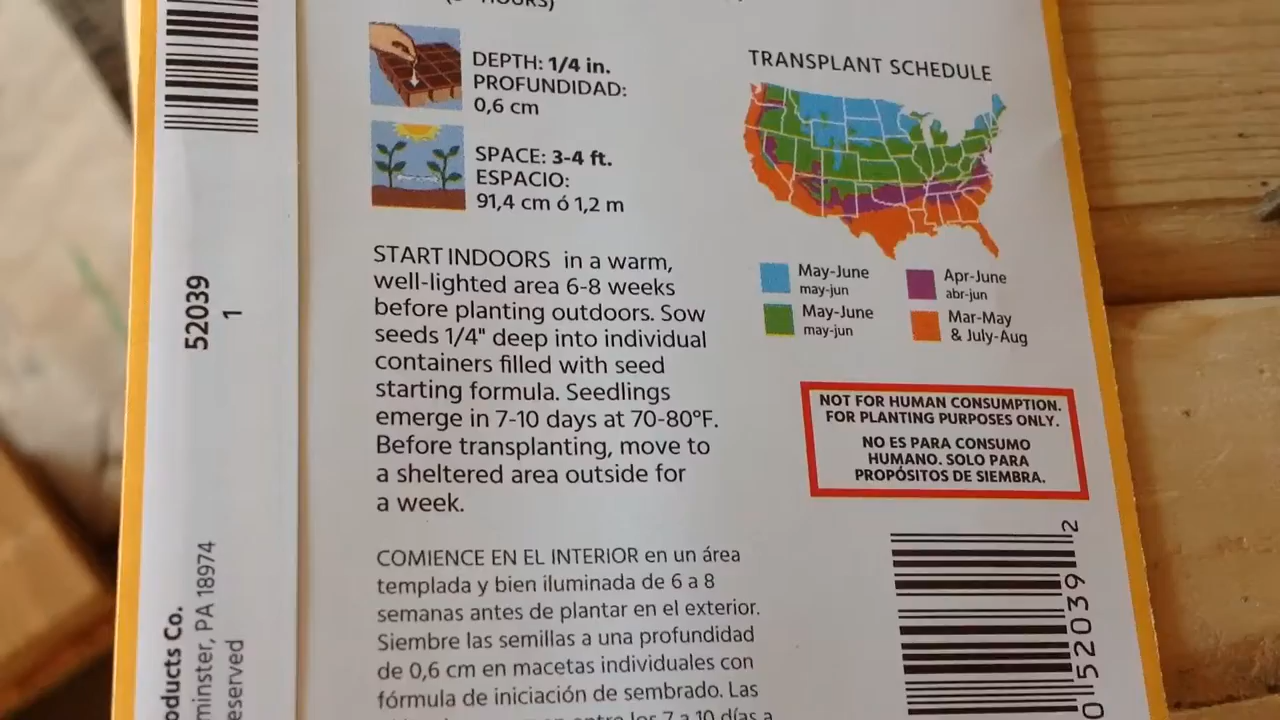 HOURS)
DEPTH: 1/4 in.
PROFUNDIDAD:
0,6 cm
SPACE: 3-4 ft.
ESPACIO:
91,4 cm ó 1,2 m
TRANSPLANT SCHEDULE
May-June
may-jun
Apr-June
abr-jun
May-June
may-jun
Mar-May
& July-Aug
START INDOORS in a warm,
well-lighted area 6-8 weeks
before planting outdoors. Sow
seeds 1/4" deep into individual
containers filled with seed
starting formula. Seedlings
emerge in 7-10 days at 70-80°F.
Before transplanting, move to
a sheltered area outside for
a week.
NOT FOR HUMAN CONSUMPTION.
FOR PLANTING PURPOSES ONLY.
NO ES PARA CONSUMO
HUMANO. SOLO PARA
PROPÓSITOS DE SIEMBRA.
COMIENCE EN EL INTERIOR en un área
templada y bien iluminada de 6 a 8
semanas antes de plantar en el exterior.
Siembre las semillas a una profundidad
de 0,6 cm en macetas individuales con
fórmula de iniciación de sembrado. Las
entre los 7 a 10 días a
52039
1
oducts Co.
minster, PA 18974
eserved
0 52039 2